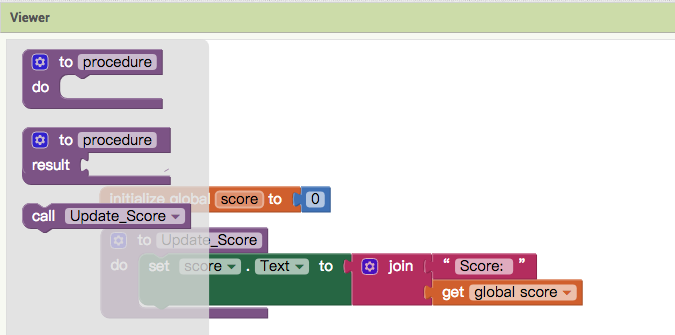 Viewer
to procedure
do
to procedure
result
initialize global score to 0
call Update_Score
to Update_Score
do set score . Text to join “ Score: ”
get global score